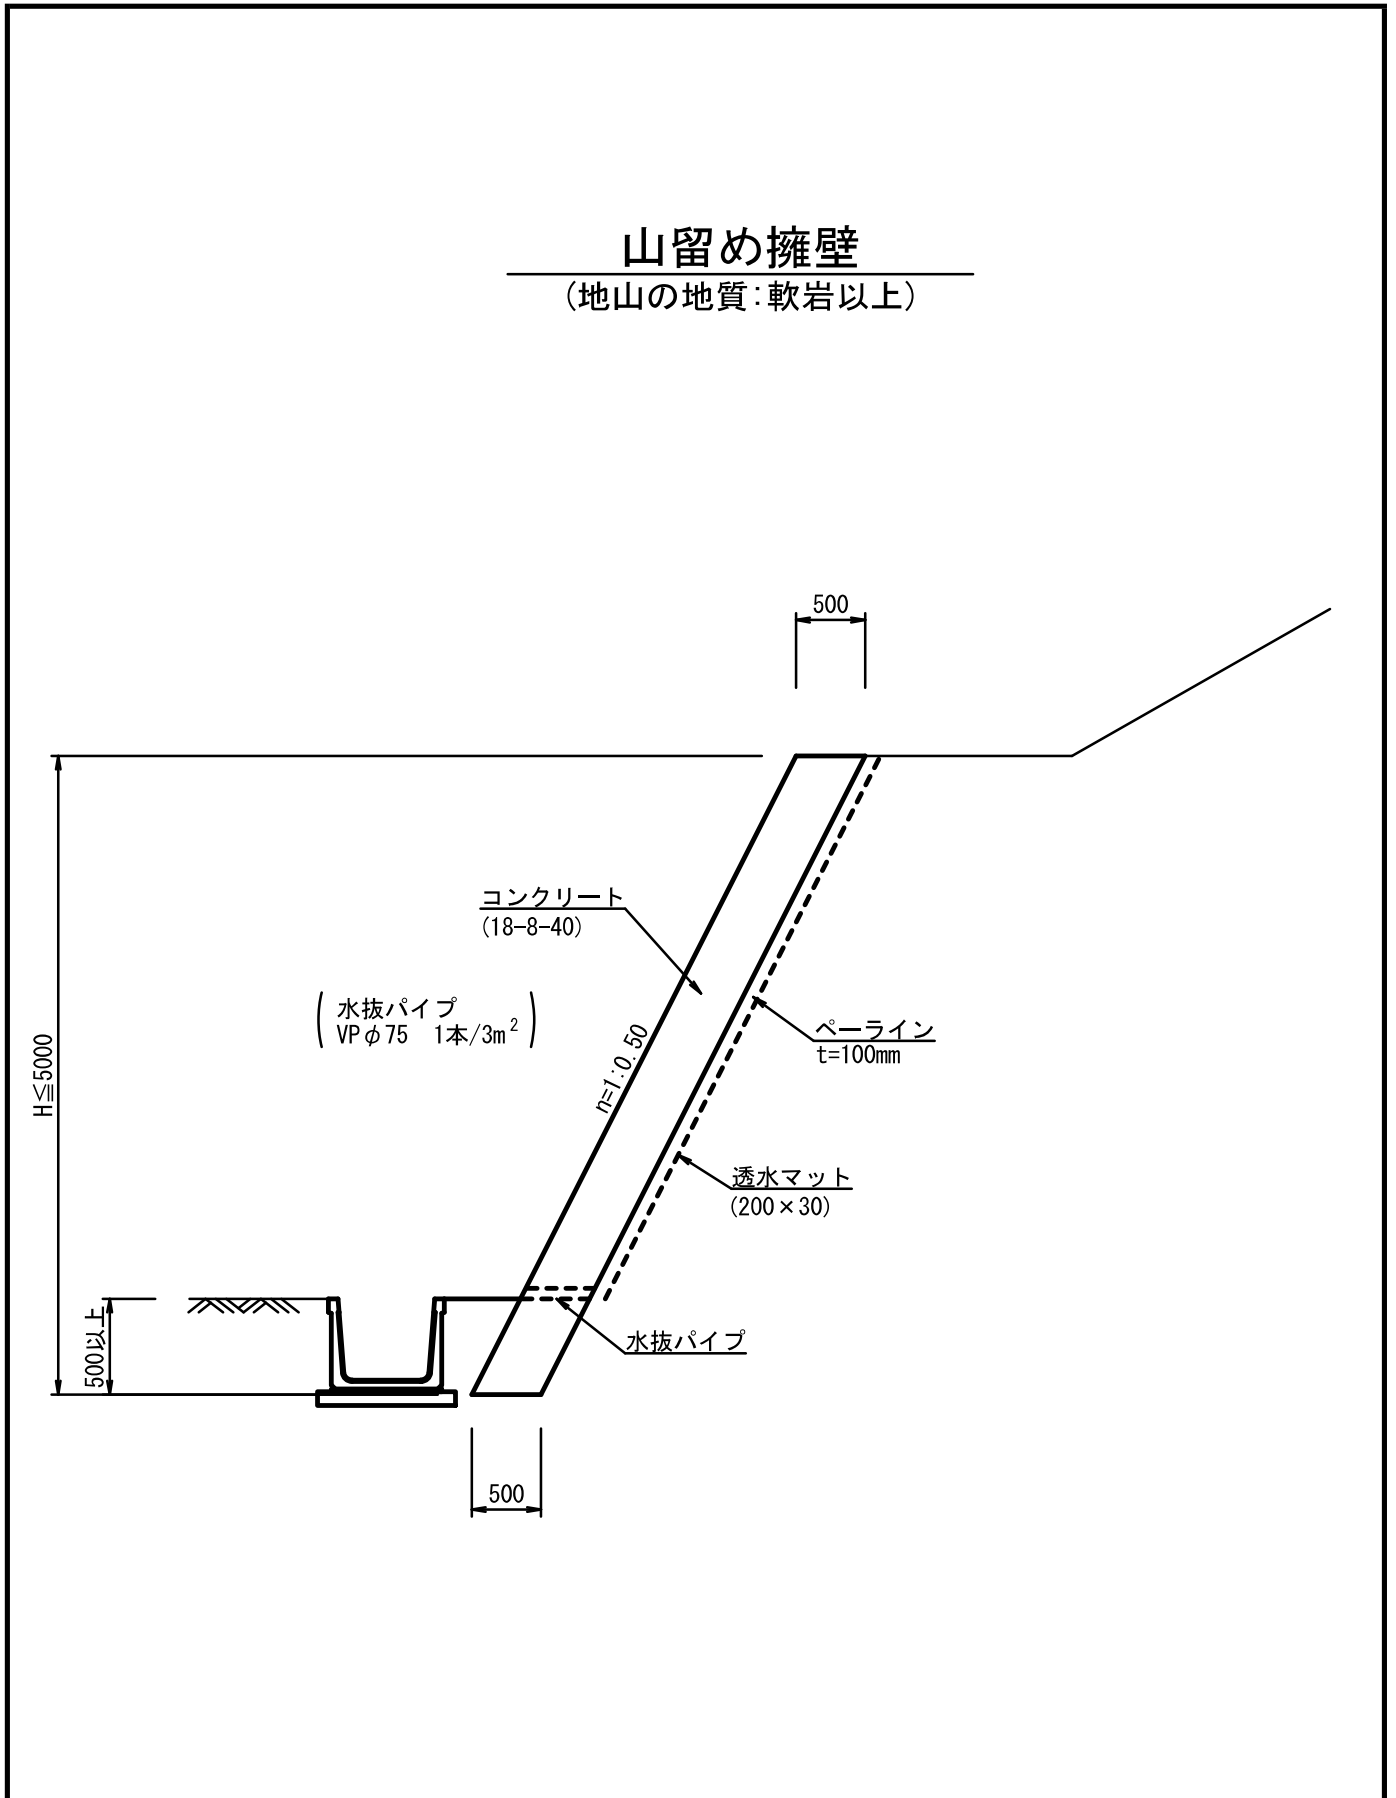 山留め擁壁
(地山の地質:軟岩以上)
500
コンクリート
(18-8-40)
水抜パイプ
VPφ75 1本/3m²
n=1:0.50
ペーライン
t=100mm
H≦5000
透水マット
(200×30)
500以上
水抜パイプ
500